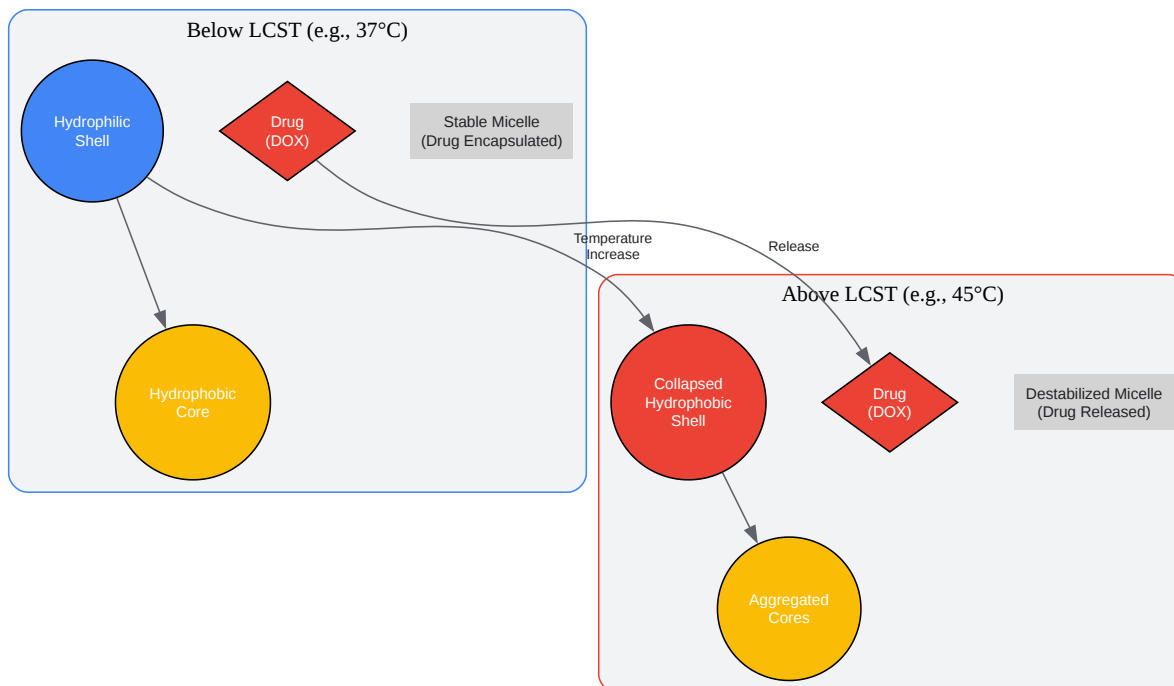 Below LCST (e.g., 37°C)
Hydrophilic
Shell
Drug
(DOX)
Stable Micelle
(Drug Encapsulated)
Temperature
Increase
Release
Hydrophobic
Core
Above LCST (e.g., 45°C)
Collapsed
Hydrophobic
Shell
Drug
(DOX)
Destabilized Micelle
(Drug Released)
Aggregated
Cores